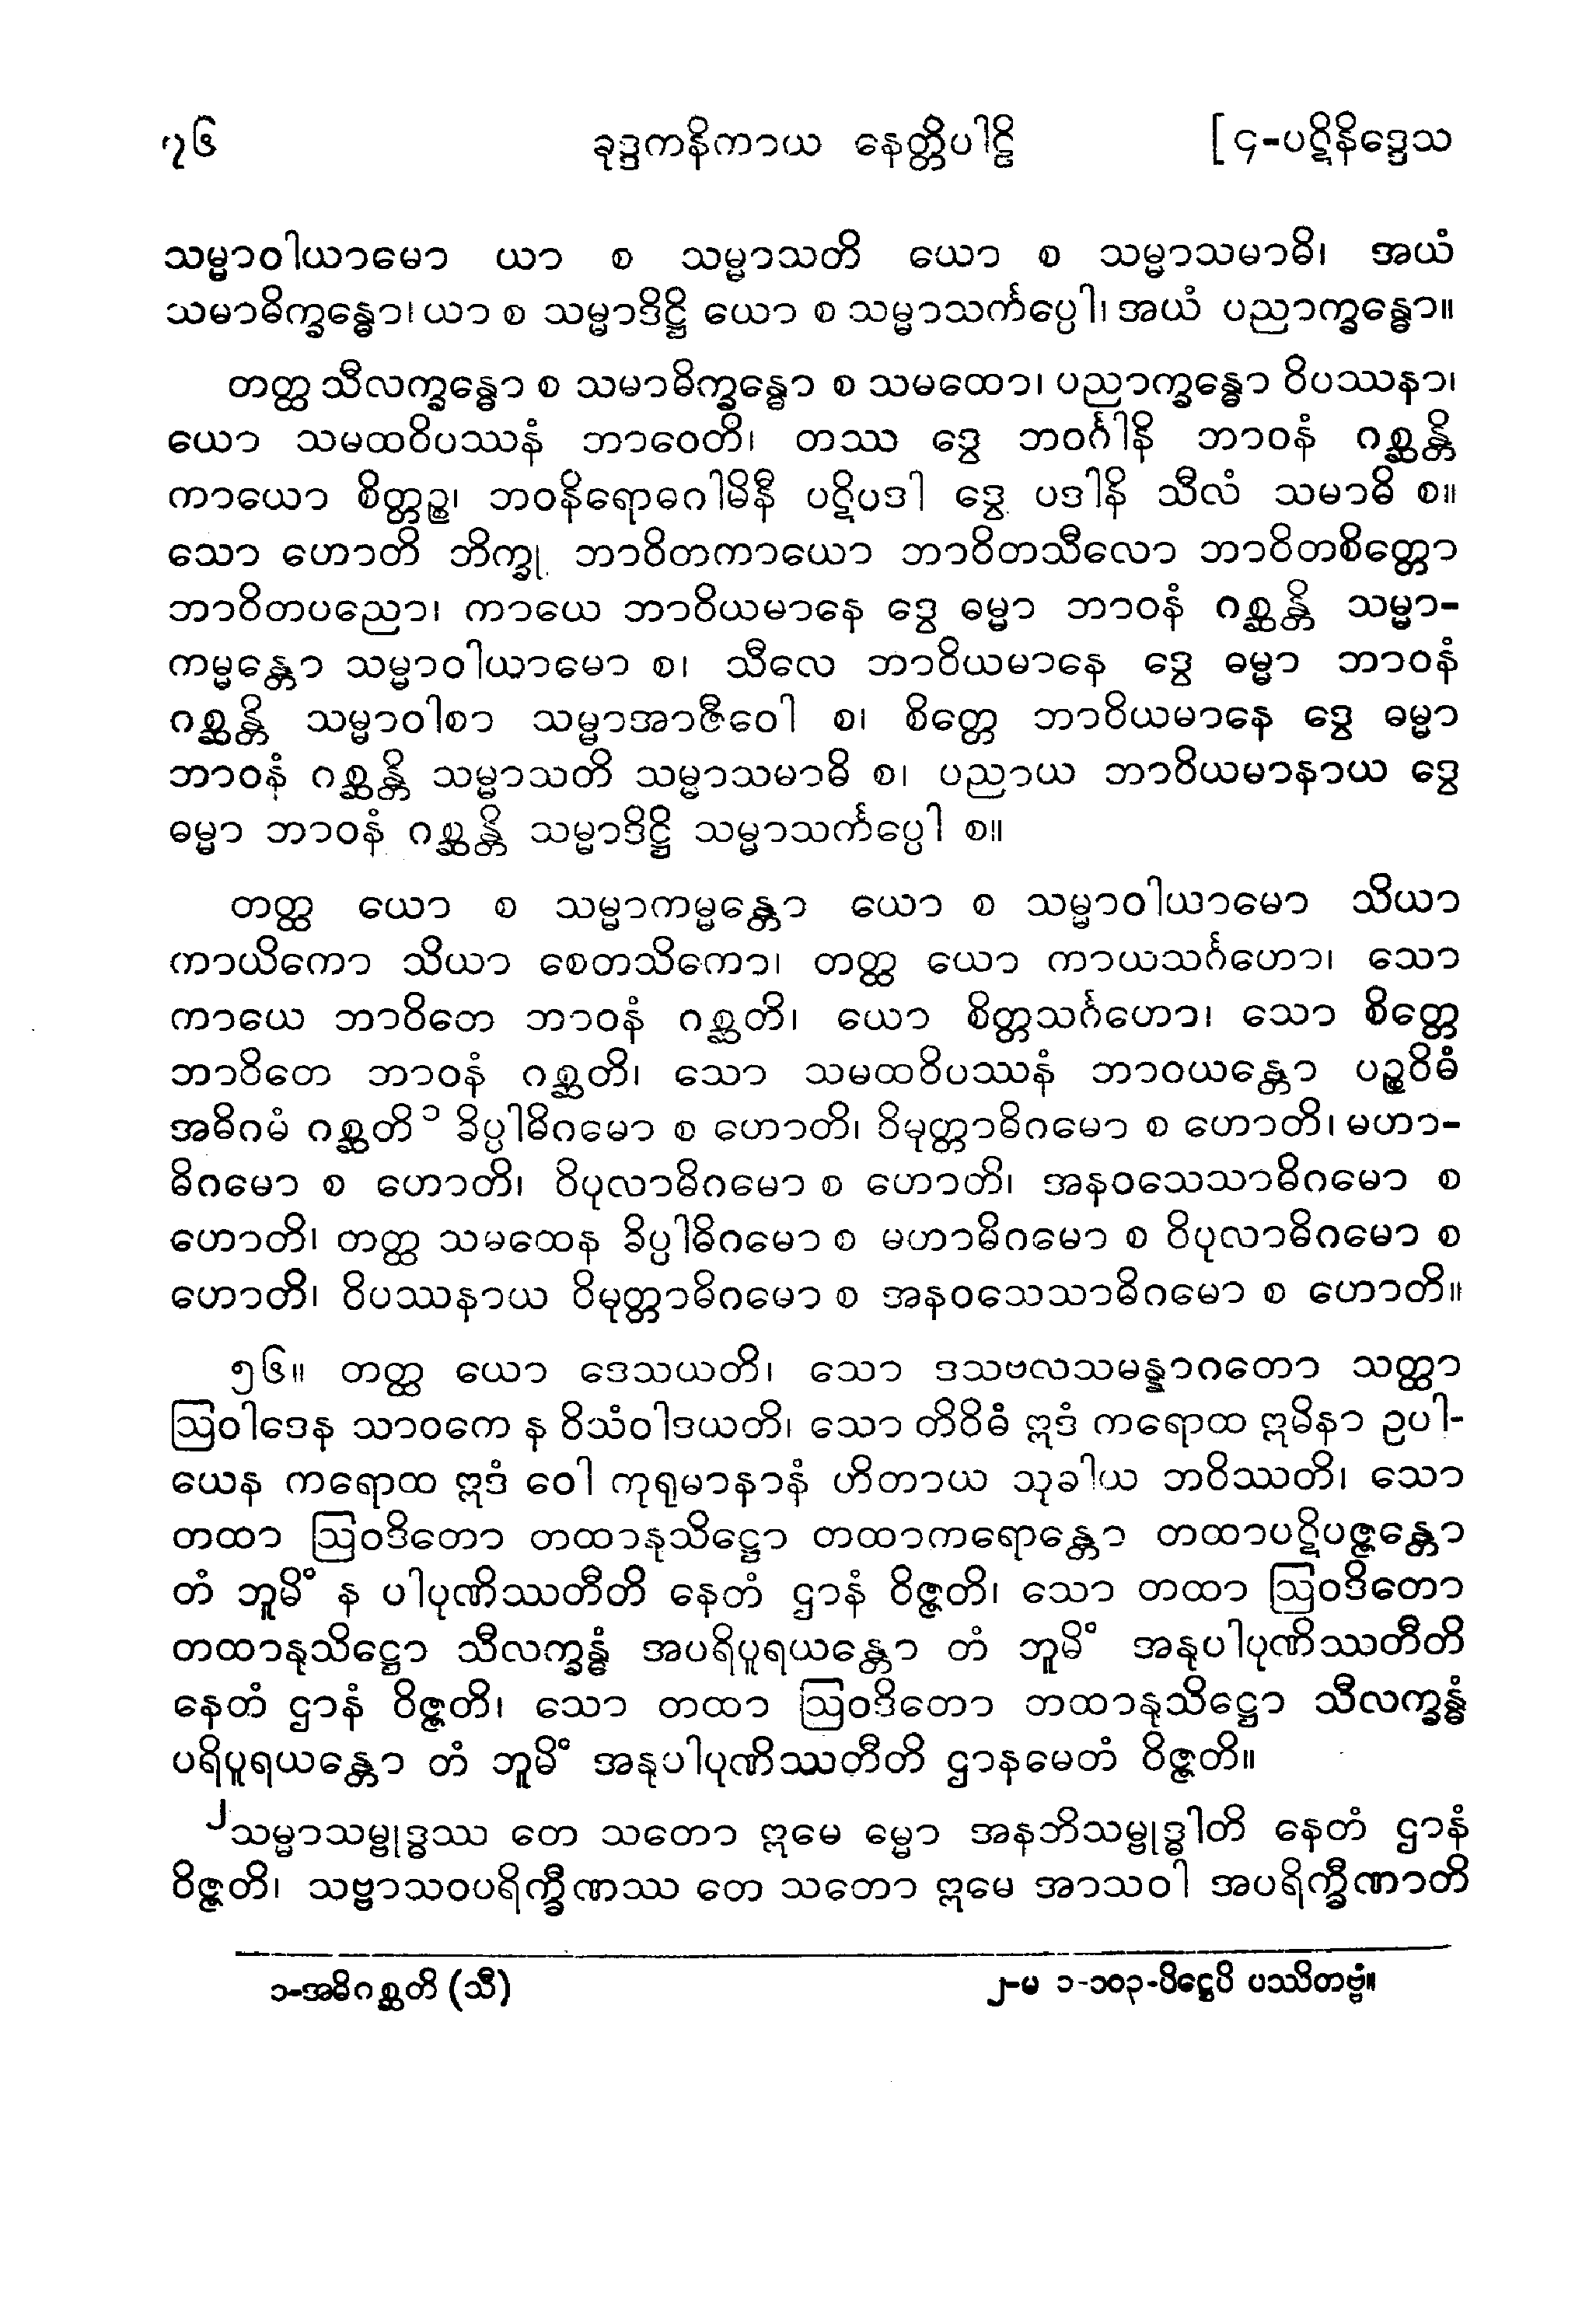 ၇၆ ခုဒ္ဒကနိကာယ နေတ္တိပါဠိ [ ၄-ပဋိနိဒ္ဒေသ
သမ္မာဝါယာမော ယာ စ သမ္မာသတိ ယော စ သမ္မာသမာဓိ၊ အယံ
သမာဓိက္ခန္ဓော၊ ယာ စ သမ္မာဒိဋ္ဌိ ယော စ သမ္မာသင်္ကပ္ပေါ၊ အယံ ပညာက္ခန္ဓော။
တတ္ထ သီလက္ခန္ဓော စ သမာဓိက္ခန္ဓော စ သမထော၊ ပညာက္ခန္ဓော ဝိပဿနာ၊
ယော သမထဝိပဿနံ ဘာဝေတိ၊ တဿ ဒွေ ဘဝင်္ဂါနိ ဘာဝနံ ဂစ္ဆန္တိ
ကာယော စိတ္တဉ္စ၊ ဘဝနိရောဓဂါမိနီ ပဋိပဒါ ဒွေ ပဒါနိ သီလံ သမာဓိ စ။
သော ဟောတိ ဘိက္ခု ဘာဝိတကာယော ဘာဝိတသီလော ဘာဝိတစိတ္တော
ဘာဝိတပညော၊ ကာယေ ဘာဝိယမာနေ ဒွေ ဓမ္မာ ဘာဝနံ ဂစ္ဆန္တိ သမ္မာ-
ကမ္မန္တော သမ္မာဝါယာမော စ၊ သီလေ ဘာဝိယမာနေ ဒွေ ဓမ္မာ ဘာဝနံ
ဂစ္ဆန္တိ သမ္မာဝါစာ သမ္မာအာဇီဝေါ စ၊ စိတ္တေ ဘာဝိယမာနေ ဒွေ ဓမ္မာ
ဘာဝနံ ဂစ္ဆန္တိ သမ္မာသတိ သမ္မာသမာဓိ စ၊ ပညာယ ဘာဝိယမာနာယ ဒွေ
ဓမ္မာ ဘာဝနံ ဂစ္ဆန္တိ သမ္မာဒိဋ္ဌိ သမ္မာသင်္ကပ္ပေါ စ။
တတ္ထ ယော စ သမ္မာကမ္မန္တော ယော စ သမ္မာဝါယာမော သိယာ
ကာယိကော သိယာ စေတသိကော၊ တတ္ထ ယော ကာယသင်္ဂဟော၊ သော
ကာယေ ဘာဝိတေ ဘာဝနံ ဂစ္ဆတိ၊ ယော စိတ္တသင်္ဂဟော၊ သော စိတ္တေ
ဘာဝိတေ ဘာဝနံ ဂစ္ဆတိ၊ သော သမထဝိပဿနံ ဘာဝယန္တော ပဉ္စဝိဓံ
အဓိဂမံ ဂစ္ဆတိ ၁ ခိပ္ပါဓိဂမော စ ဟောတိ၊ ဝိမုတ္တာဓိဂမော စ ဟောတိ၊ မဟာ-
ဓိဂမော စ ဟောတိ၊ ဝိပုလာဓိဂမော စ ဟောတိ၊ အနဝသေသာဓိဂမော စ
ဟောတိ၊ တတ္ထ သမထေန ခိပ္ပါဓိဂမော စ မဟာဓိဂမော စ ဝိပုလာဓိဂမော စ
ဟောတိ၊ ဝိပဿနာယ ဝိမုတ္တာဓိဂမော စ အနဝသေသာဓိဂမော စ ဟောတိ။
၅၆။ တတ္ထ ယော ဒေသယတိ၊ သော ဒသဗလသမန္နာဂတော သတ္ထာ
ဩဝါဒေန သာဝကေ န ဝိသံဝါဒယတိ၊ သော တိဝိဓံ ဣဒံ ကရောထ ဣမိနာ ဥပါ-
ယေန ကရောထ ဣဒံ ဝေါ ကုရုမာနာနံ ဟိတာယ သုခါယ ဘဝိဿတိ၊ သော
တထာ ဩဝဒိတော တထာနုသိဋ္ဌော တထာကရောန္တော တထာပဋိပဇ္ဇန္တော
တံ ဘူမိံ န ပါပုဏိဿတီတိ နေတံ ဌာနံ ဝိဇ္ဇတိ၊ သော တထာ ဩဝဒိတော
တထာနုသိဋ္ဌော သီလက္ခန္ဓံ အပရိပူရယန္တော တံ ဘူမိံ အနုပါပုဏိဿတီတိ
နေတံ ဌာနံ ဝိဇ္ဇတိ၊ သော တထာ ဩဝဒိတော တထာနုသိဋ္ဌော သီလက္ခန္ဓံ
ပရိပူရယန္တော တံ ဘူမိံ အနုပါပုဏိဿတီတိ ဌာနမေတံ ဝိဇ္ဇတိ။
၂သမ္မာသမ္ဗုဒ္ဓဿ တေ သတော ဣမေ မ္မော အနဘိသမ္ဗုဒ္ဓါတိ နေတံ ဌာနံ
ဝိဇ္ဇတိ၊ သဗ္ဗာသဝပရိက္ခီဏဿ တေ သတော ဣမေ အာသဝါ အပရိက္ခီဏာတိ
၁-အဓိဂစ္ဆတိ (သီ) ၂-မ ၁-၁၀၃-ပိဋ္ဌေပိ ပဿိတဗ္ဗံ။